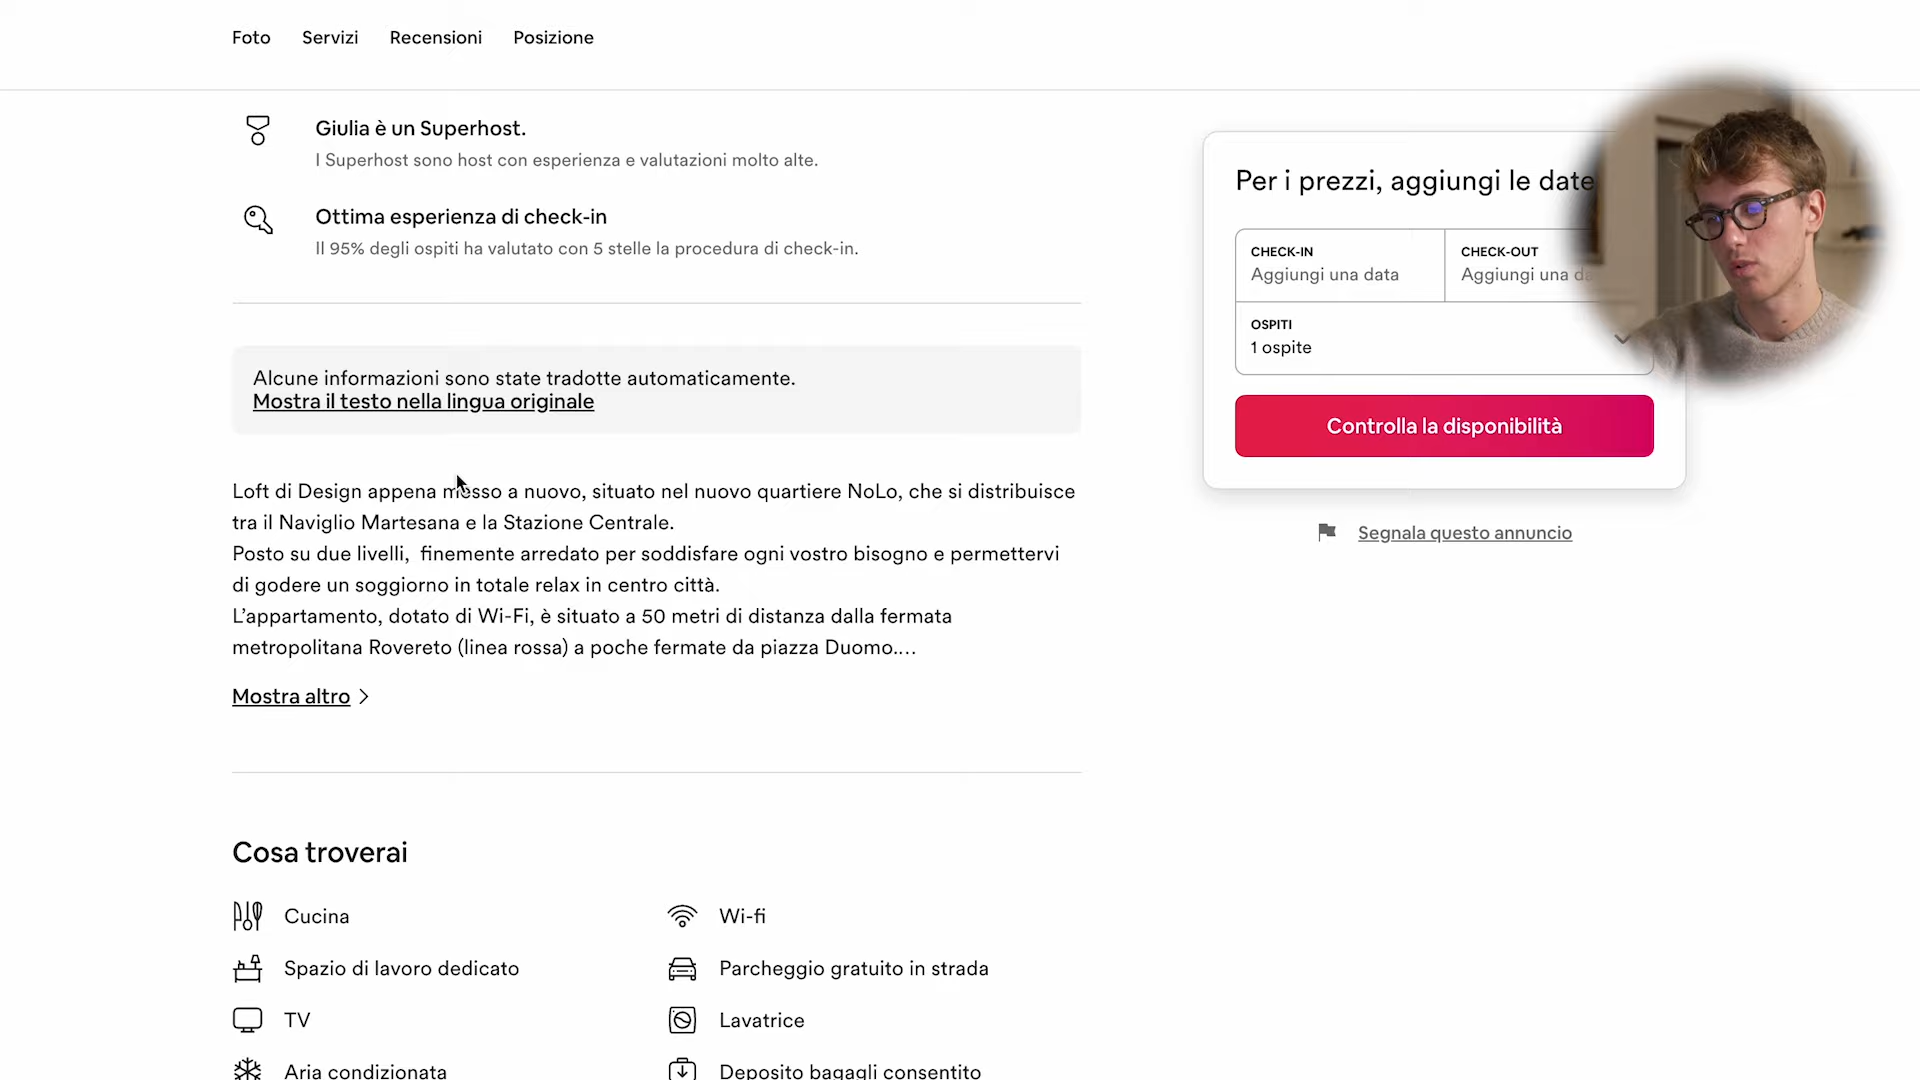 Foto Servizi Recensioni Posizione
Giulia è un Superhost.
I Superhost sono host con esperienza e valutazioni molto alte.
Ottima esperienza di check-in
Il 95% degli ospiti ha valutato con 5 stelle la procedura di check-in.
Alcune informazioni sono state tradotte automaticamente.
Mostra il testo nella lingua originale
Loft di Design appena messo a nuovo, situato nel nuovo quartiere NoLo, che si distribuisce
tra il Naviglio Martesana e la Stazione Centrale.
Posto su due livelli, finemente arredato per soddisfare ogni vostro bisogno e permettervi
di godere un soggiorno in totale relax in centro città.
L'appartamento, dotato di Wi-Fi, è situato a 50 metri di distanza dalla fermata
metropolitana Rovereto (linea rossa) a poche fermate da piazza Duomo.…
Mostra altro
Cosa troverai
Cucina
Wi-fi
Spazio di lavoro dedicato
Parcheggio gratuito in strada
TV
Lavatrice
Aria condizionata
Deposito bagagli consentito
Per i prezzi, aggiungi le date
CHECK-IN
Aggiungi una data
CHECK-OUT
Aggiungi una
OSPITI
1 ospite
Controlla la disponibilità
Segnala questo annuncio